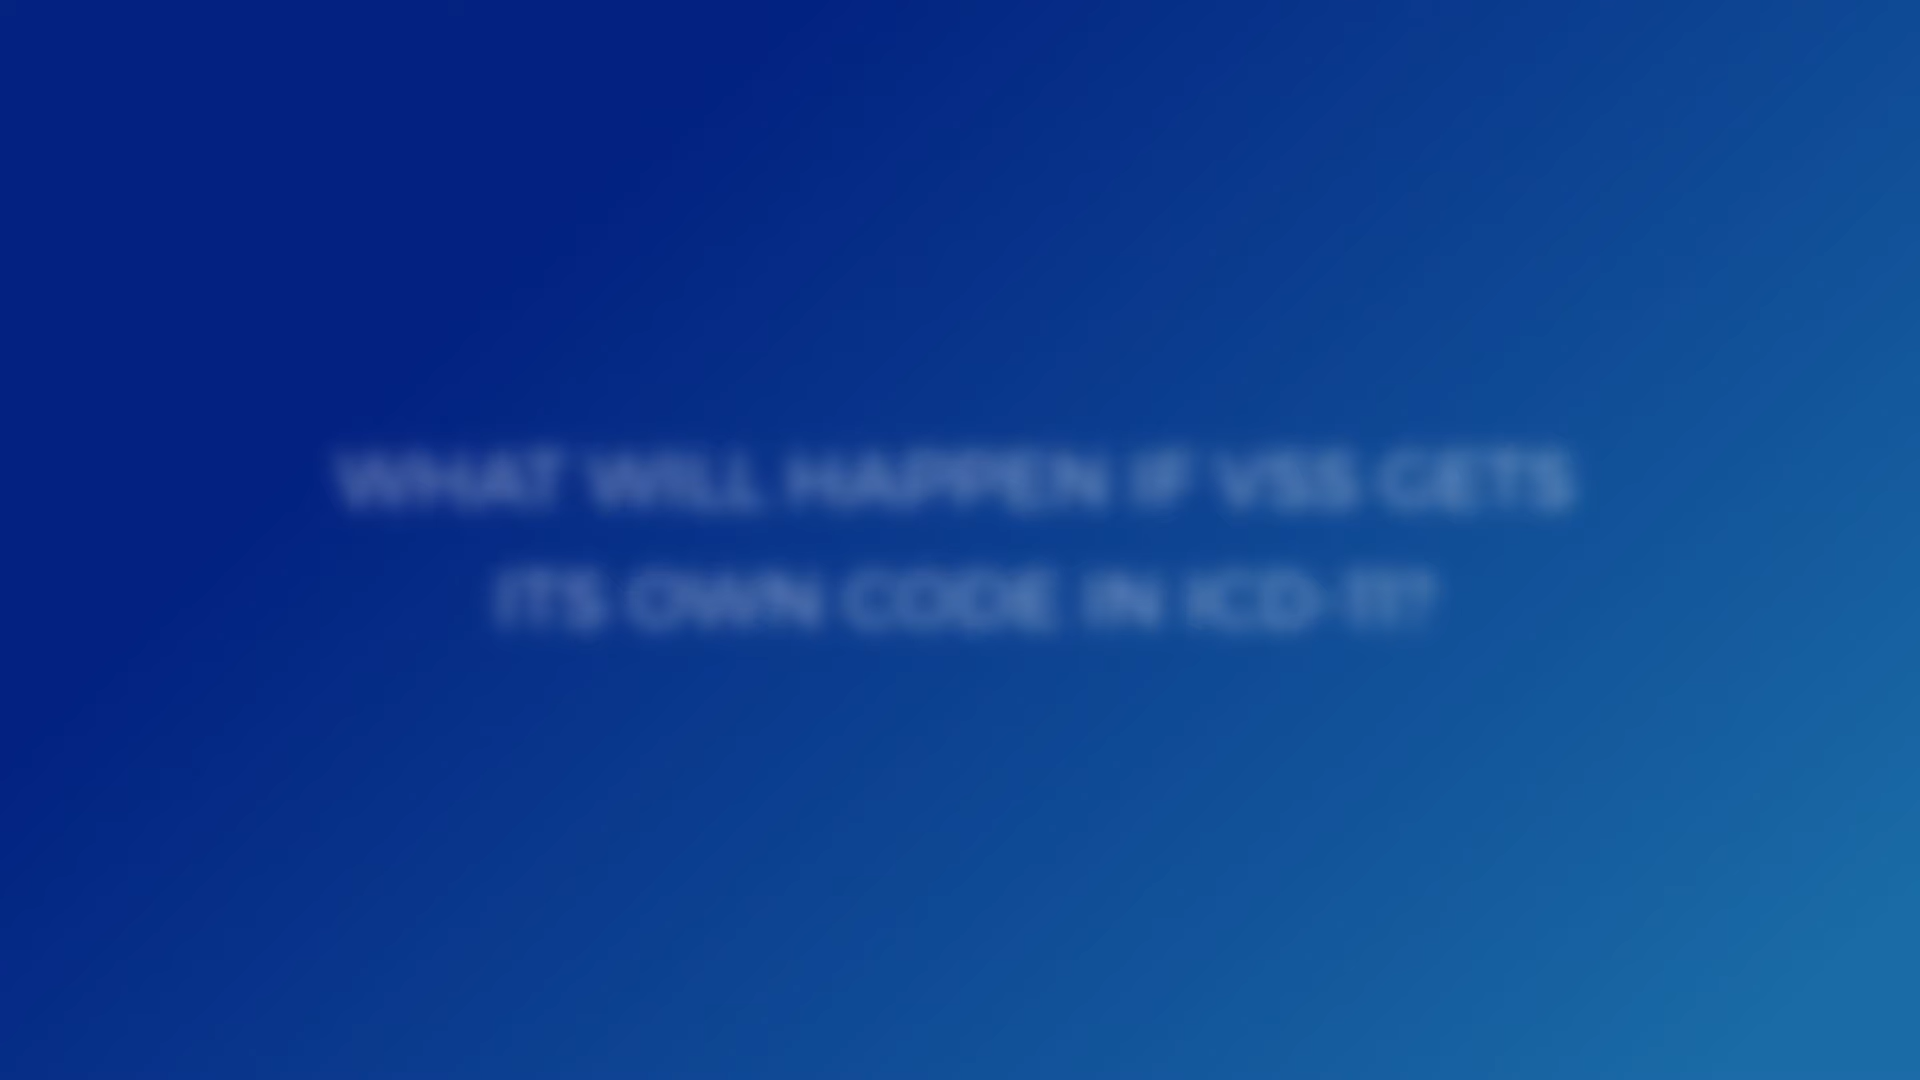 WHAT WILL HAPPEN IF VSS GETS
ITS OWN CODE IN ICD-11?